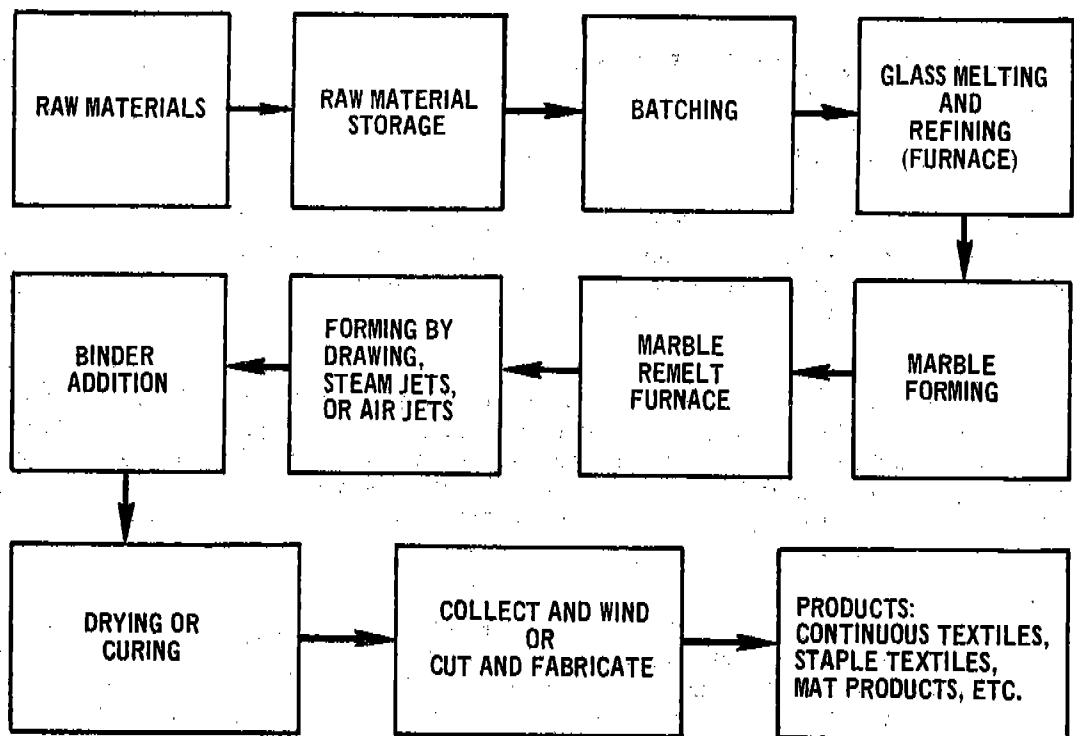 RAW MATERIALS
RAW MATERIAL
STORAGE
BATCHING
GLASS MELTING
AND
REFINING
(FURNACE)
MARBLE
FORMING
MARBLE
REMELT
FURNACE
FORMING BY
DRAWING,
STEAM JETS,
OR AIR JETS
BINDER
ADDITION
DRYING OR
CURING
COLLECT AND WIND
OR
CUT AND FABRICATE
PRODUCTS:
CONTINUOUS TEXTILES,
STAPLE TEXTILES,
MAT PRODUCTS, ETC.